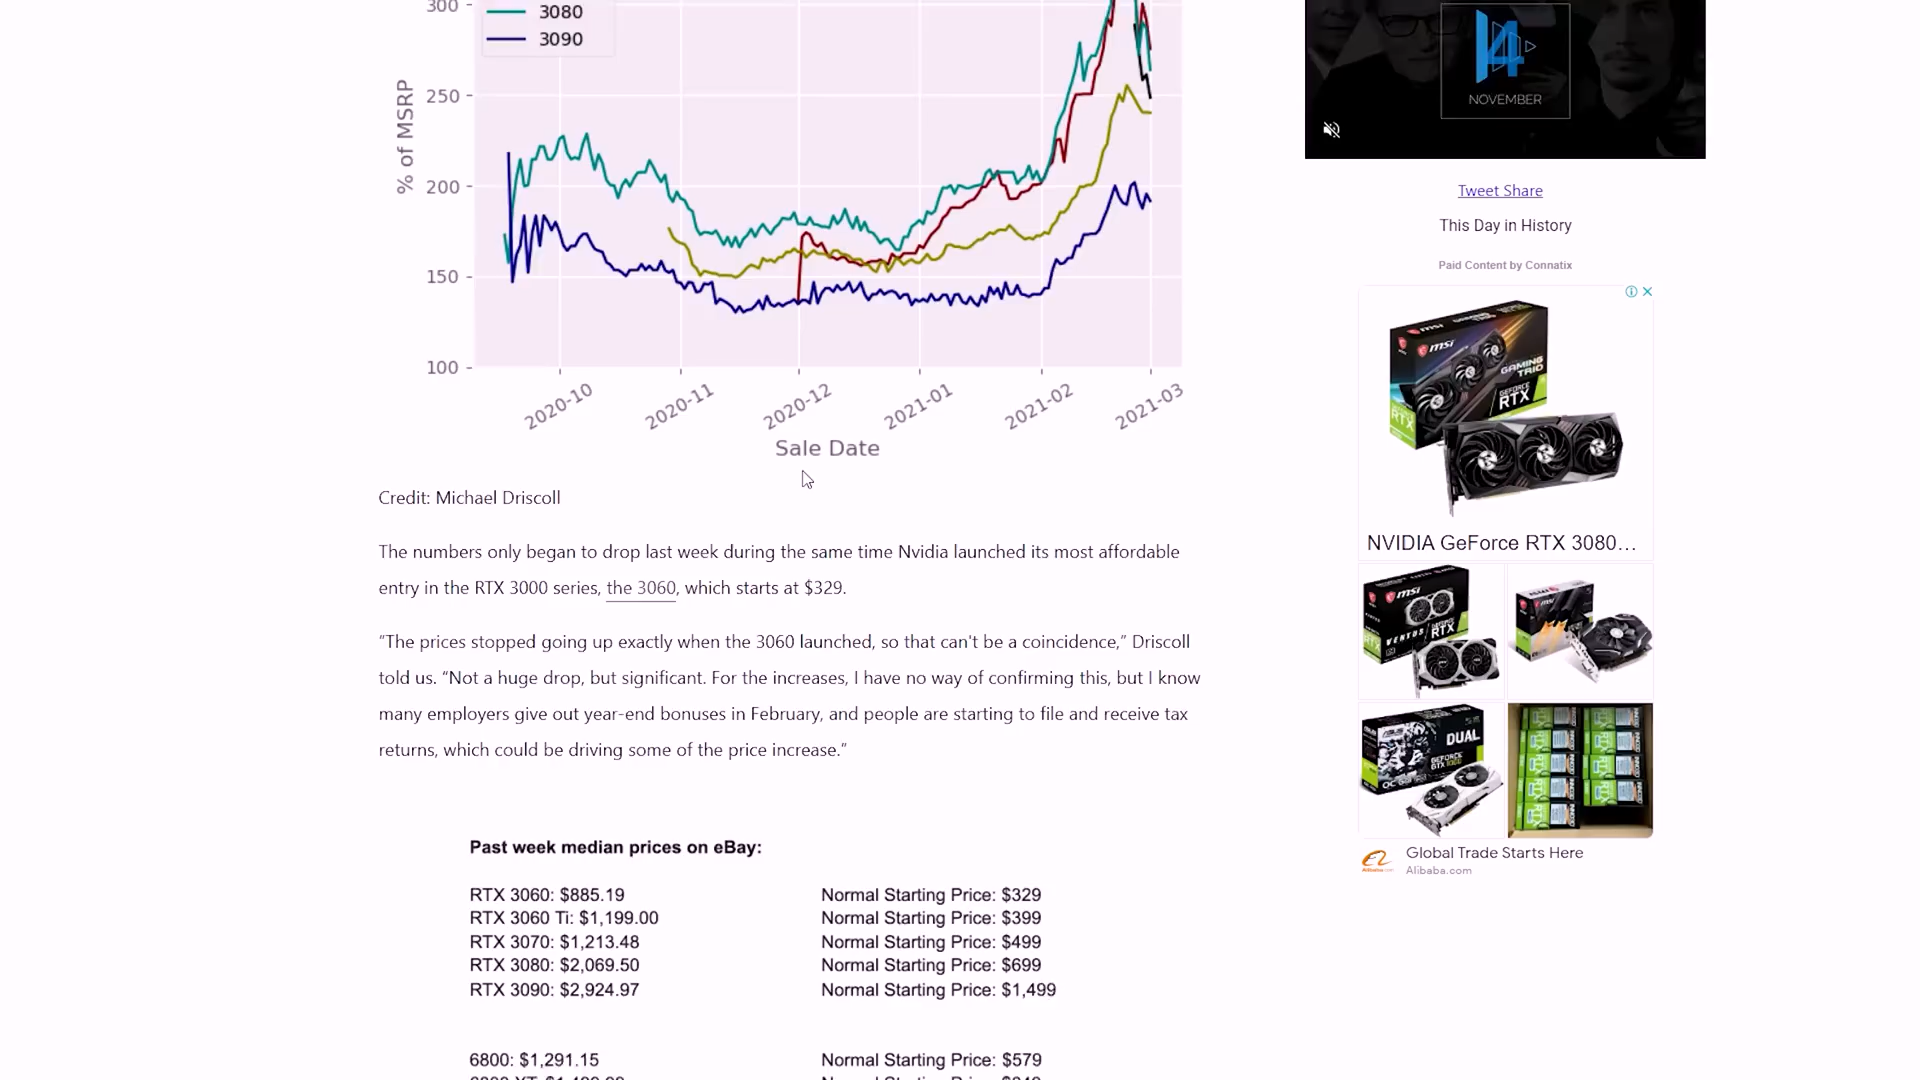 300
3080
3090
250
200
150
100
% of MSRP
2020-10
2020-11
2020-12
2021-01
2021-02
2021-03
Sale Date
Credit: Michael Driscoll
The numbers only began to drop last week during the same time Nvidia launched its most affordable
entry in the RTX 3000 series, the 3060, which starts at $329.
“The prices stopped going up exactly when the 3060 launched, so that can't be a coincidence,” Driscoll
told us. “Not a huge drop, but significant. For the increases, I have no way of confirming this, but I know
many employers give out year-end bonuses in February, and people are starting to file and receive tax
returns, which could be driving some of the price increase.”
Past week median prices on eBay:
RTX 3060: $885.19 Normal Starting Price: $329
RTX 3060 Ti: $1,199.00 Normal Starting Price: $399
RTX 3070: $1,213.48 Normal Starting Price: $499
RTX 3080: $2,069.50 Normal Starting Price: $699
RTX 3090: $2,924.97 Normal Starting Price: $1,499
6800: $1,291.15 Normal Starting Price: $579
14
NOVEMBER
Tweet Share
This Day in History
Paid Content by Connatix
msi
GAMING
TRIO
GEFORCE
RTX
NVIDIA GeForce RTX 3080...
msi
VENTUS
RTX
msi
DUAL
Global Trade Starts Here
Alibaba.com